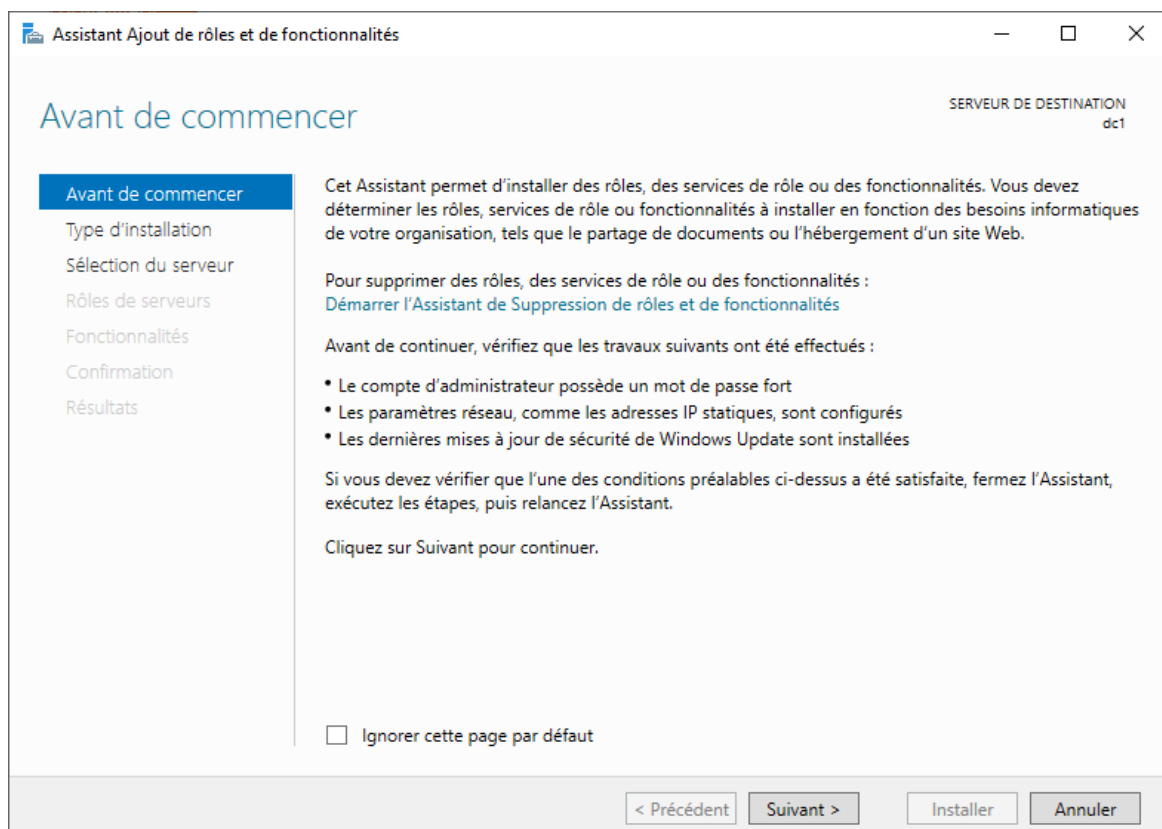 Assistant Ajout de rôles et de fonctionnalités
Avant de commencer
SERVEUR DE DESTINATION
dc1
Avant de commencer
Type d’installation
Sélection du serveur
Rôles de serveurs
Fonctionnalités
Confirmation
Résultats
Cet Assistant permet d’installer des rôles, des services de rôle ou des fonctionnalités. Vous devez
déterminer les rôles, services de rôle ou fonctionnalités à installer en fonction des besoins informatiques
de votre organisation, tels que le partage de documents ou l’hébergement d’un site Web.
Pour supprimer des rôles, des services de rôle ou des fonctionnalités :
Démarrer l’Assistant de Suppression de rôles et de fonctionnalités
Avant de continuer, vérifiez que les travaux suivants ont été effectués :
• Le compte d’administrateur possède un mot de passe fort
• Les paramètres réseau, comme les adresses IP statiques, sont configurés
• Les dernières mises à jour de sécurité de Windows Update sont installées
Si vous devez vérifier que l’une des conditions préalables ci-dessus a été satisfaite, fermez l’Assistant,
exécutez les étapes, puis relancez l’Assistant.
Cliquez sur Suivant pour continuer.
Ignorer cette page par défaut
< Précédent
Suivant >
Installer
Annuler